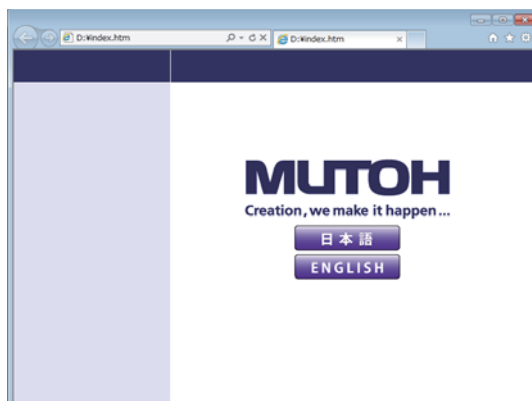 D:¥index.htm
D:¥index.htm
MUTOH
Creation, we make it happen...
日本語
ENGLISH